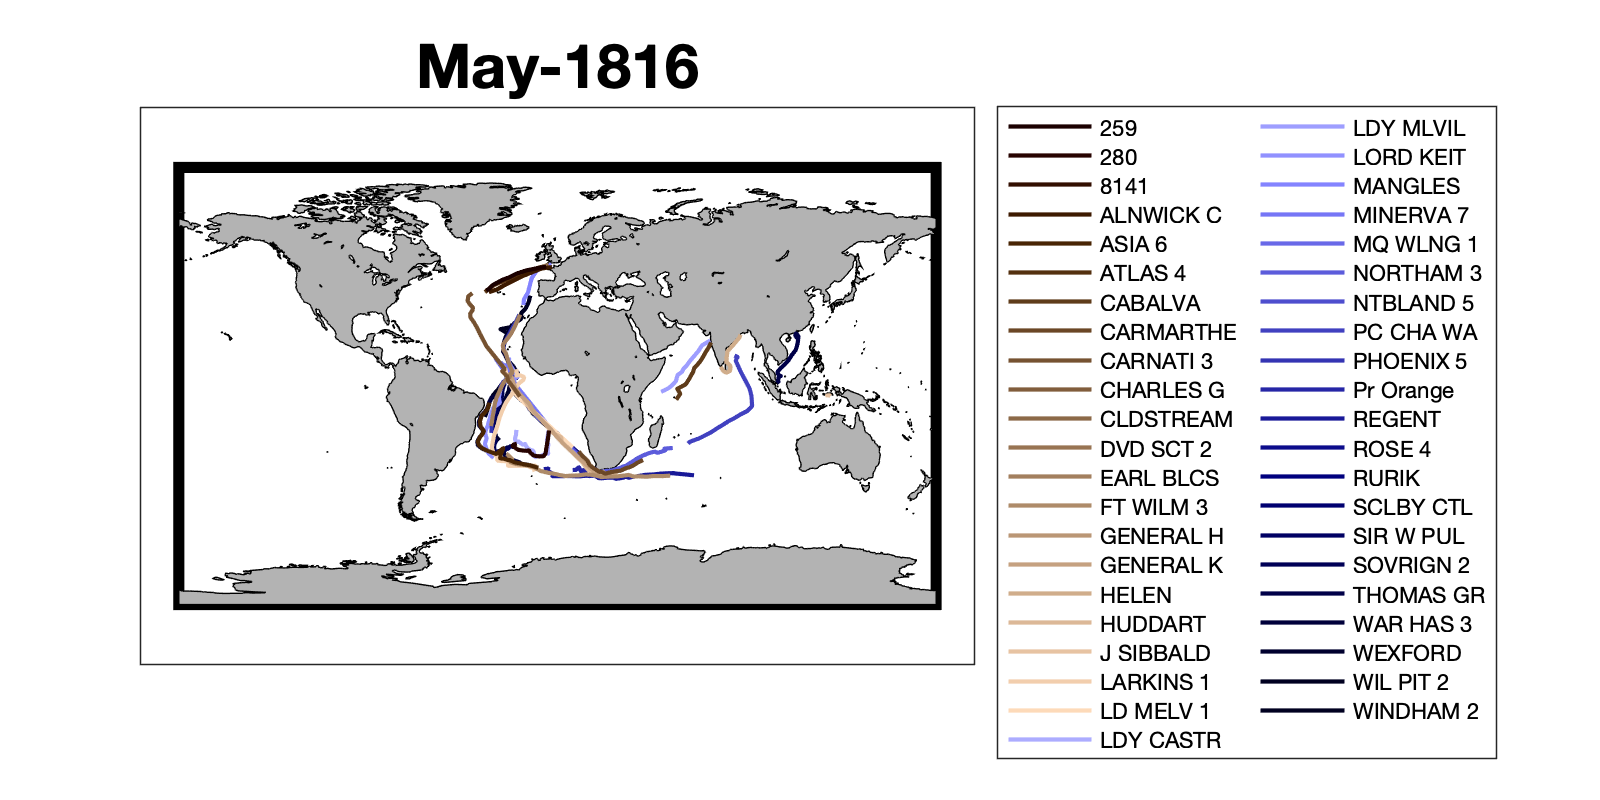 May-1816
259
280
8141
ALNWICK C
ASIA 6
ATLAS 4
CABALVA
CARMARTHE
CARNATI 3
CHARLES G
CLDSTREAM
DVD SCT 2
EARL BLCS
FT WILM 3
GENERAL H
GENERAL K
HELEN
HUDDART
J SIBBALD
LARKINS 1
LD MELV 1
LDY CASTR
LDY MLVIL
LORD KEIT
MANGLES
MINERVA 7
MQ WLNG 1
NORTHAM 3
NTBLAND 5
PC CHA WA
PHOENIX 5
Pr Orange
REGENT
ROSE 4
RURIK
SCLBY CTL
SIR W PUL
SOVRIGN 2
THOMAS GR
WAR HAS 3
WEXFORD
WIL PIT 2
WINDHAM 2